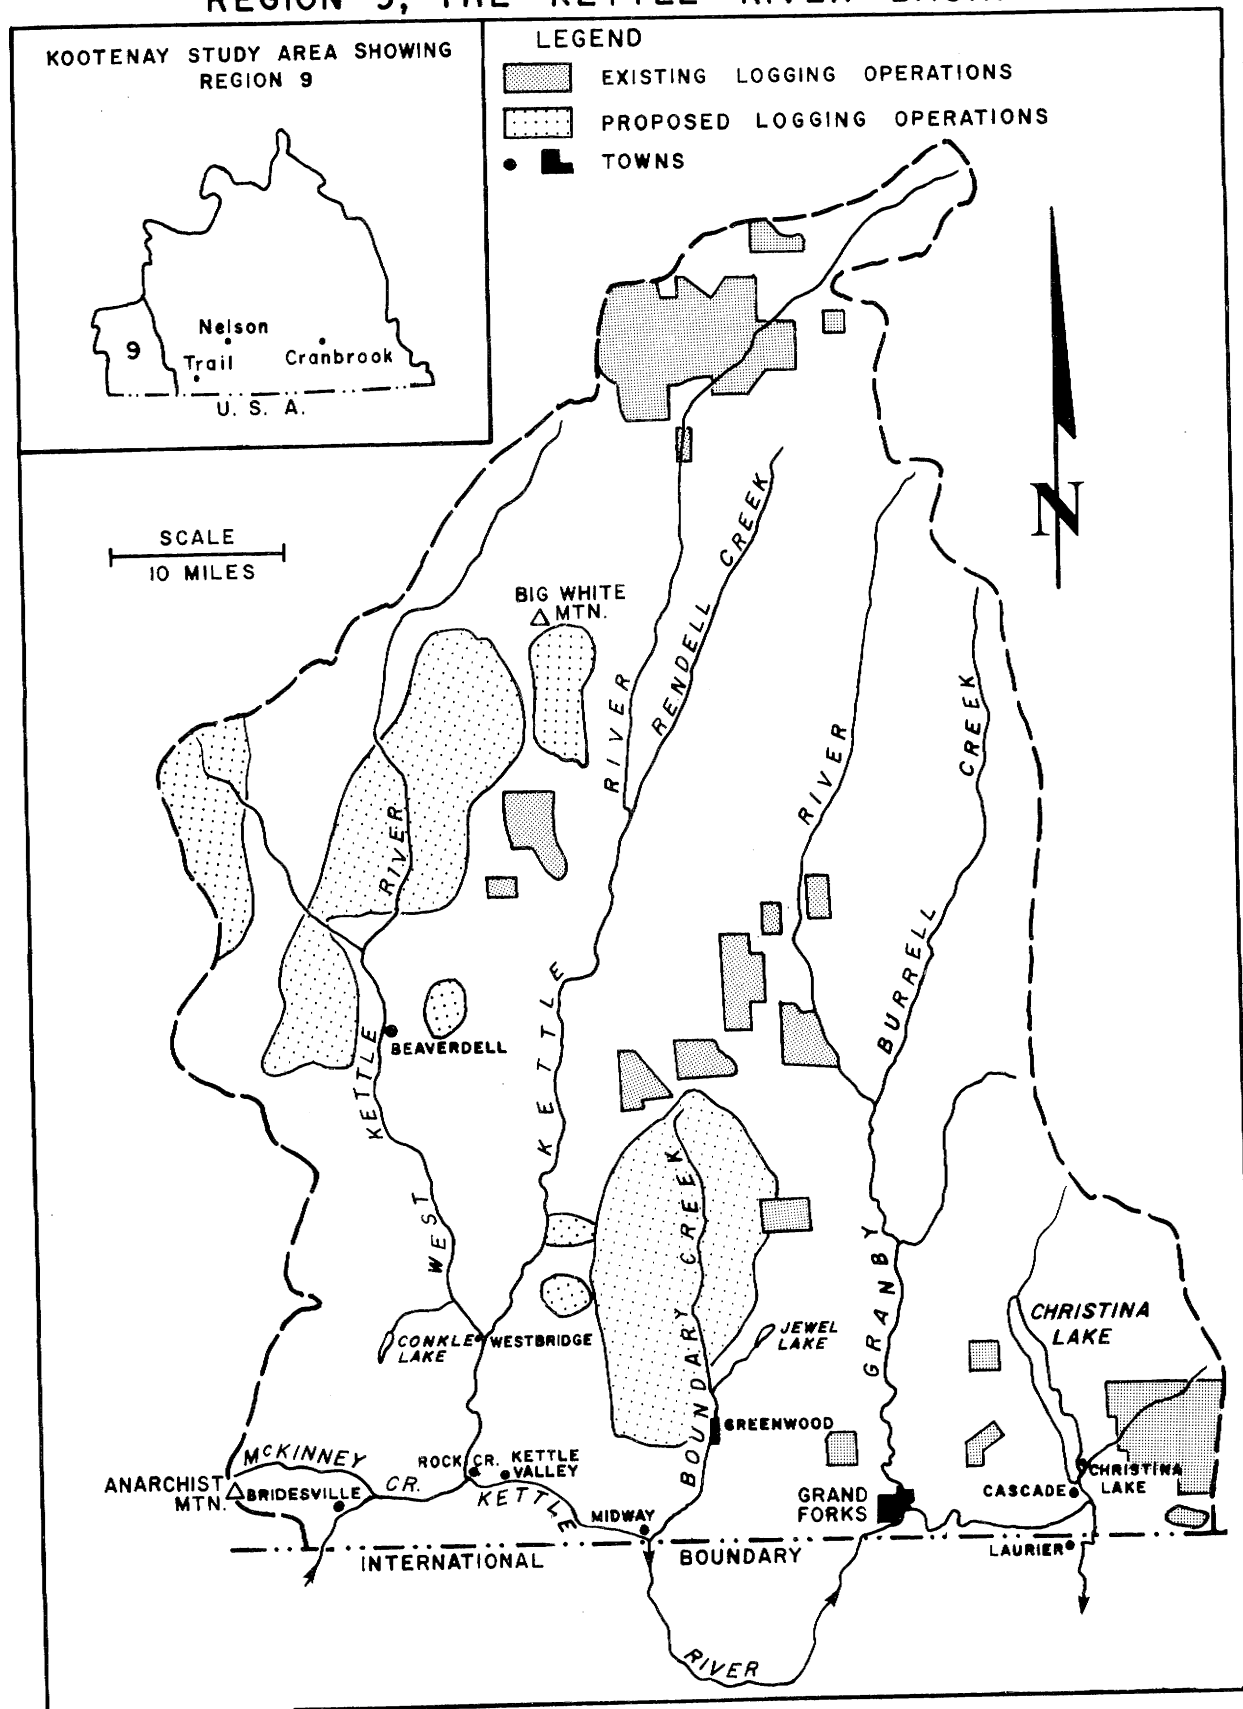 REGION 9, THE KETTLE RIVER BASIN
KOOTENAY STUDY AREA SHOWING
REGION 9
Nelson
9
Trail
Cranbrook
U. S. A.
LEGEND
EXISTING LOGGING OPERATIONS
PROPOSED LOGGING OPERATIONS
TOWNS
N
SCALE
10 MILES
BIG WHITE
MTN.
RENDELL CREEK
RIVER
RIVER
CREEK
RIVER
BURRELL
KETTLE
KETTLE
BEAVERDELL
WEST
BOUNDARY CREEK
GRANBY
CHRISTINA
LAKE
JEWEL
LAKE
CONKLE
LAKE
WESTBRIDGE
GREENWOOD
McKINNEY
CR.
ROCK CR.
KETTLE
VALLEY
ANARCHIST
MTN.
BRIDESVILLE
KETTLE
MIDWAY
GRAND
FORKS
CASCADE
CHRISTINA
LAKE
LAURIER
INTERNATIONAL BOUNDARY
RIVER